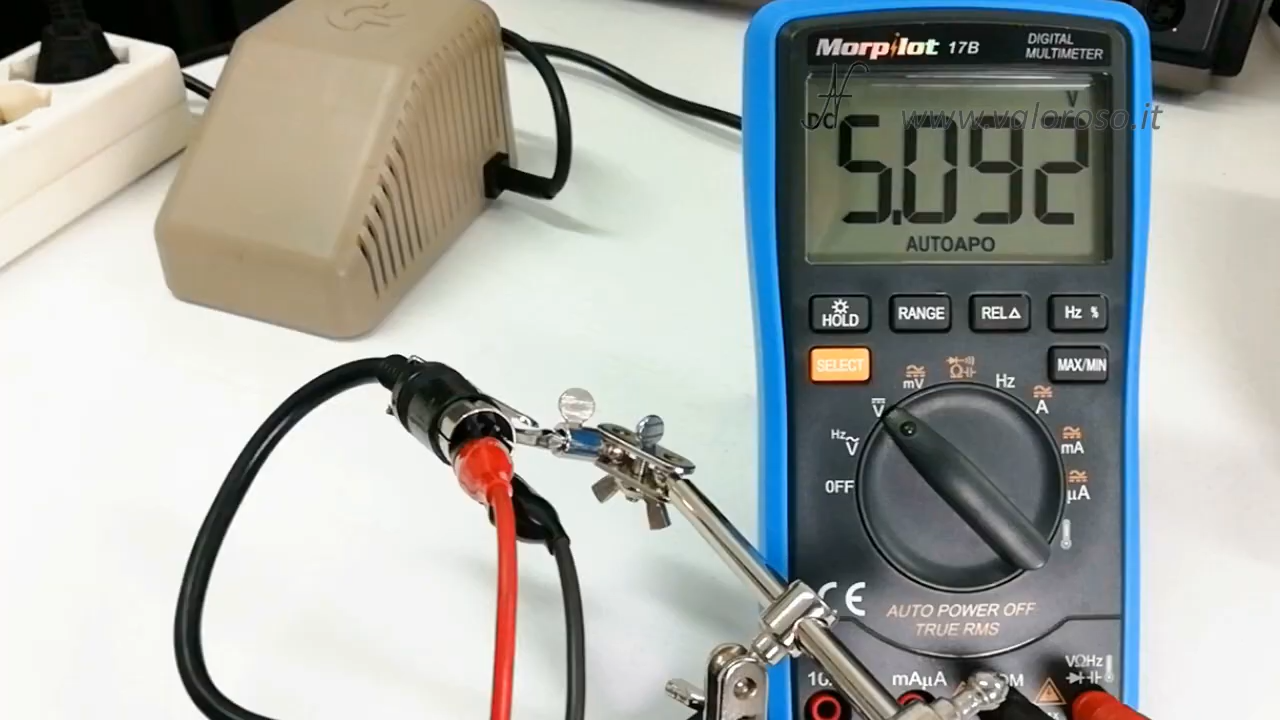 Morpilot 17B
DIGITAL
MULTIMETER
V
DC
www.valoroso.it
5.092
AUTOAPO
HOLD
RANGE
REL△
Hz %
SELECT
MAX/MIN
mV
Ω
Hz
A
V
Hz
V
mA
OFF
µA
CE
AUTO POWER OFF
TRUE RMS
VΩHz
mAµA